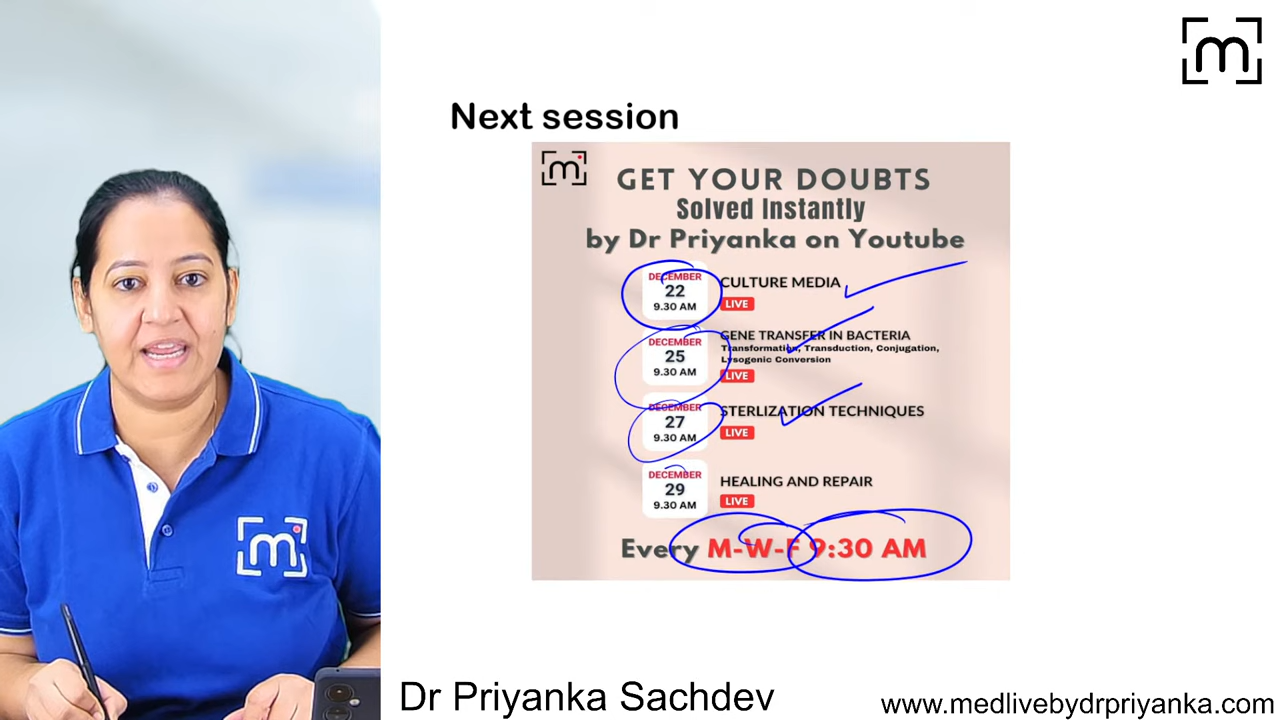 Next session
GET YOUR DOUBTS
Solved Instantly
by Dr Priyanka on Youtube
DECEMBER
22
9.30 AM
CULTURE MEDIA
LIVE
DECEMBER
25
9.30 AM
GENE TRANSFER IN BACTERIA
Transformation, Transduction, Conjugation,
Lysogenic Conversion
LIVE
DECEMBER
27
9.30 AM
STERLIZATION TECHNIQUES
LIVE
DECEMBER
29
9.30 AM
HEALING AND REPAIR
LIVE
Every M-W-F 9:30 AM
Dr Priyanka Sachdev
www.medlivebydrpriyanka.com
m
m
m